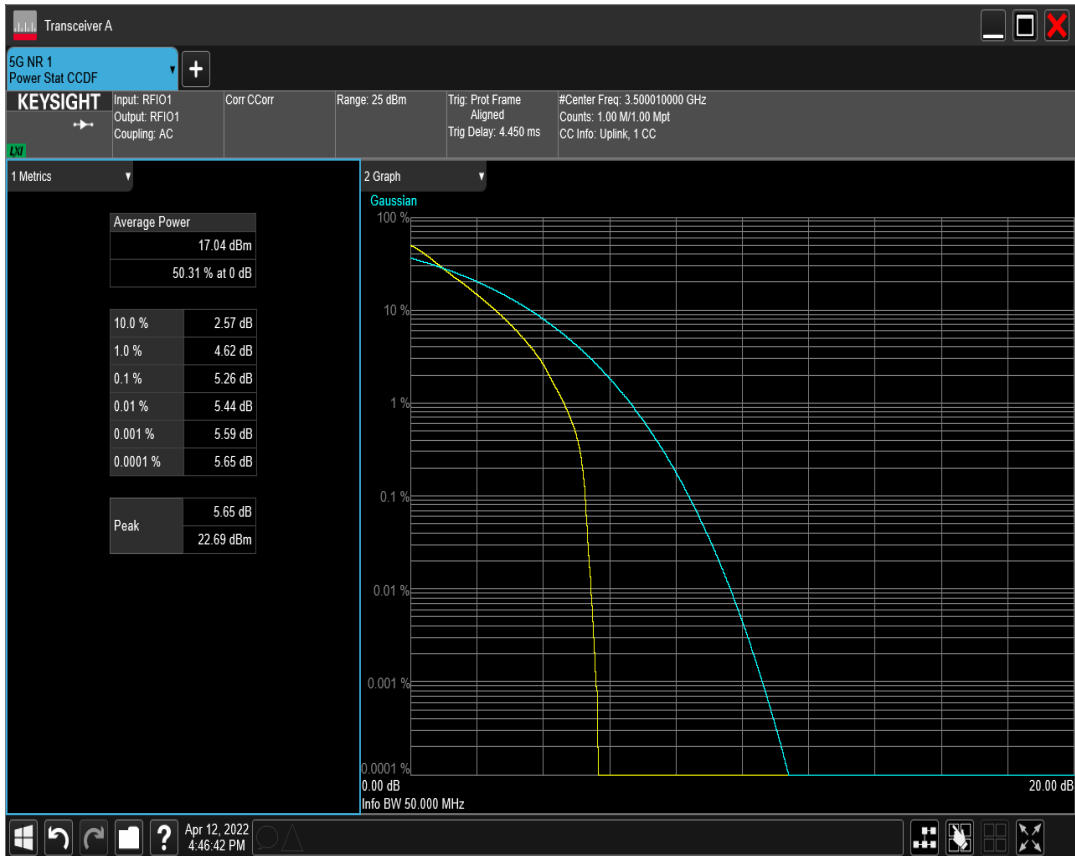 Transceiver A
5G NR 1
Power Stat CCDF
+
KEYSIGHT
LXI
Input: RFIO1
Output: RFIO1
Coupling: AC
Corr CCorr
Range: 25 dBm
Trig: Prot Frame
Aligned
Trig Delay: 4.450 ms
#Center Freq: 3.500010000 GHz
Counts: 1.00 M/1.00 Mpt
CC Info: Uplink, 1 CC
1 Metrics
Average Power
17.04 dBm
50.31 % at 0 dB
10.0 % 2.57 dB
1.0 % 4.62 dB
0.1 % 5.26 dB
0.01 % 5.44 dB
0.001 % 5.59 dB
0.0001 % 5.65 dB
Peak 5.65 dB
22.69 dBm
2 Graph
Gaussian
100 %
10 %
1 %
0.1 %
0.01 %
0.001 %
0.0001 %
0.00 dB 20.00 dB
Info BW 50.000 MHz
?
Apr 12, 2022
4:46:42 PM